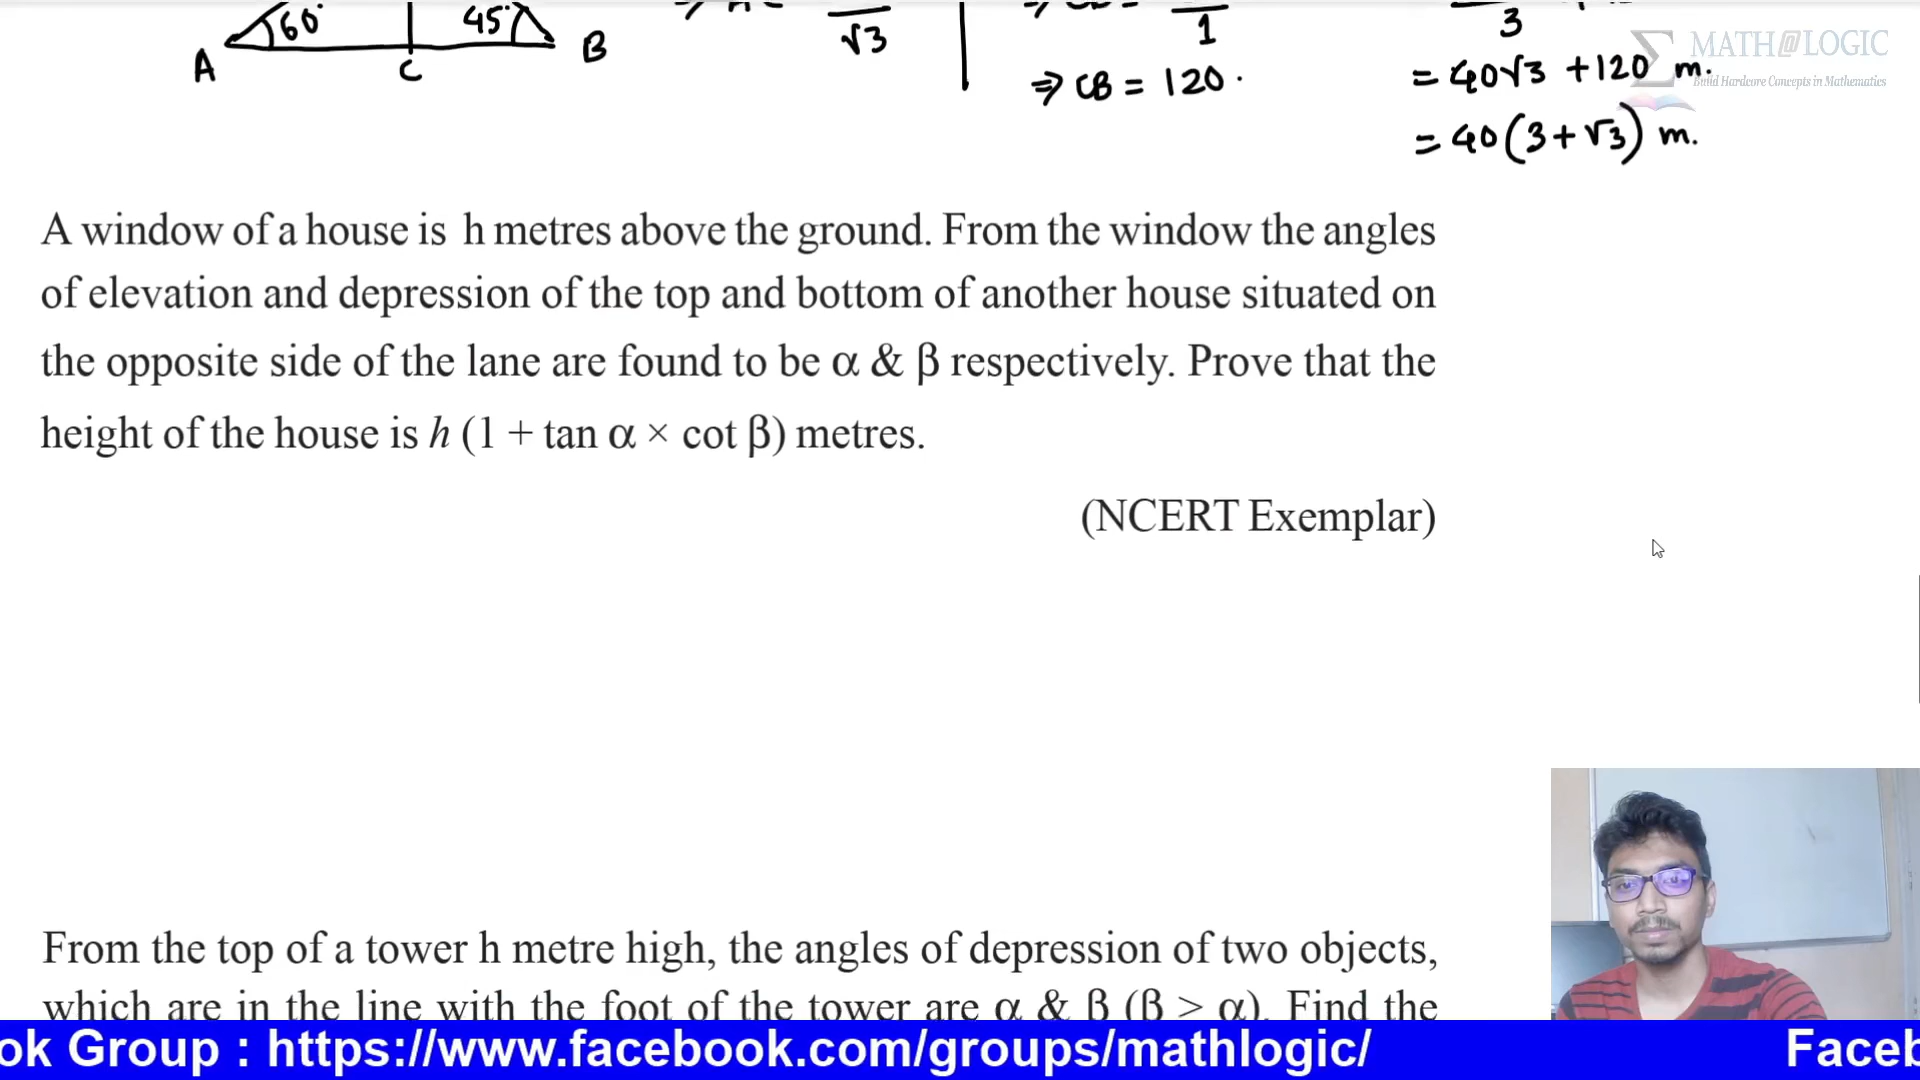 60°
45°
A
C
B
√3
1
⇒ CB = 120.
3
= 40√3 + 120 m.
= 40(3 + √3) m.
MATH@LOGIC
Build Hardcore Concepts in Mathematics
A window of a house is h metres above the ground. From the window the angles
of elevation and depression of the top and bottom of another house situated on
the opposite side of the lane are found to be α & β respectively. Prove that the
height of the house is h (1 + tan α × cot β) metres.
(NCERT Exemplar)
From the top of a tower h metre high, the angles of depression of two objects,
which are in the line with the foot of the tower are α & β (β > α). Find the
ok Group : https://www.facebook.com/groups/mathlogic/ Faceb